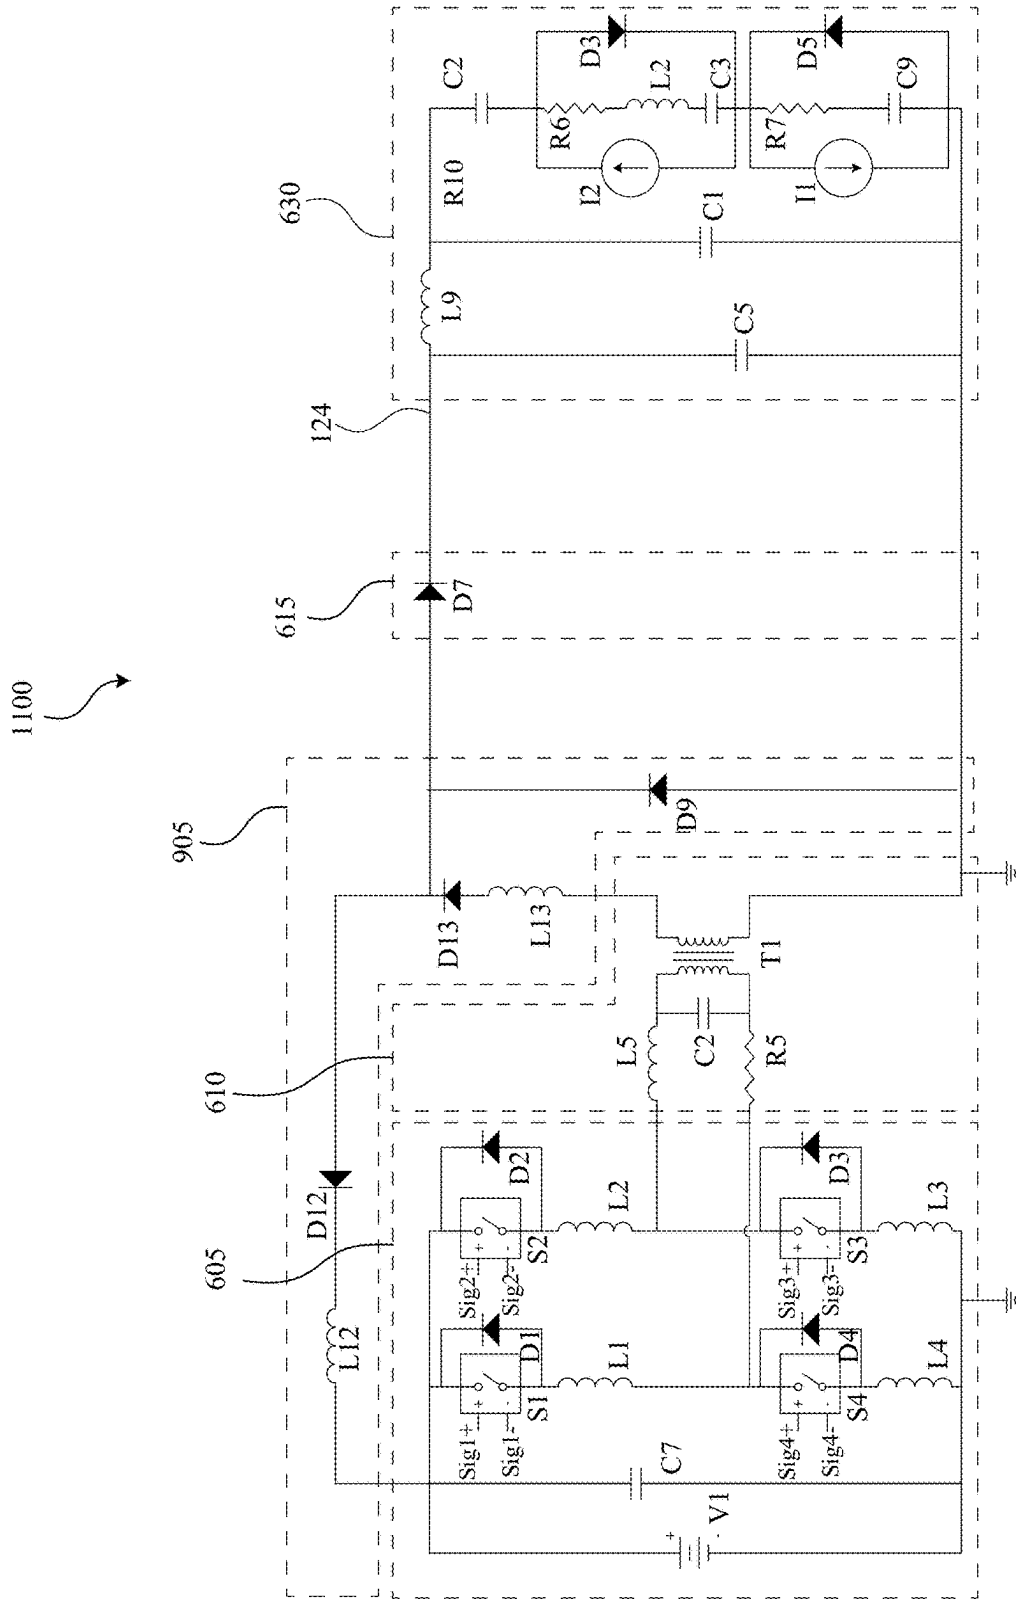 1100
905
610
605
615
124
630
L12
D12
D13
L13
D9
D7
L9
R10
C2
D3
R6
L2
C3
I2
C1
C5
D5
R7
C9
I1
Sig1+
Sig1-
S1
D1
Sig2+
Sig2-
S2
D2
L1
L2
L5
C2
R5
T1
C7
+
V1
-
Sig4+
Sig4-
S4
D4
Sig3+
Sig3-
S3
D3
L4
L3